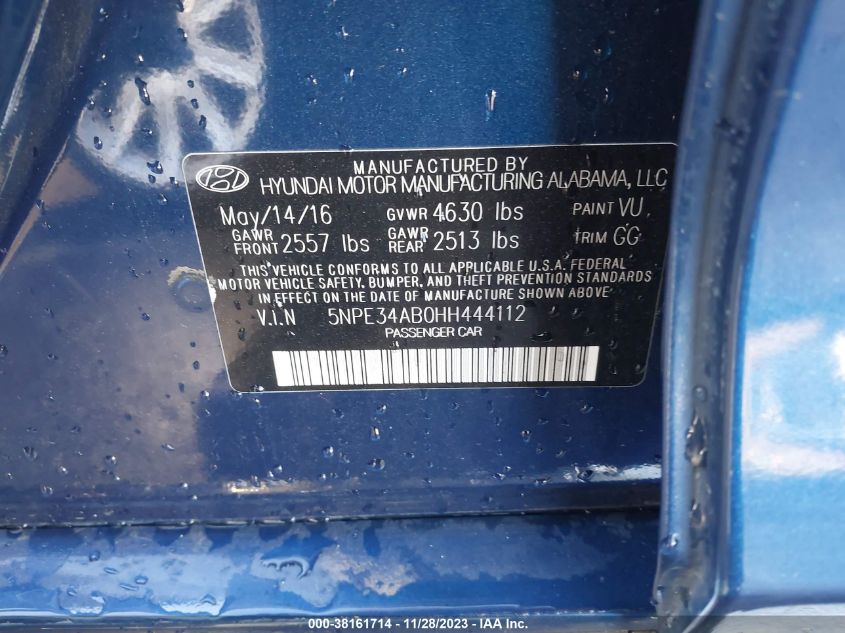 MANUFACTURED BY
HYUNDAI MOTOR MANUFACTURING ALABAMA, LLC
May/14/16 GVWR 4630 lbs PAINT VU
GAWR FRONT 2557 lbs GAWR REAR 2513 lbs TRIM GG
THIS VEHICLE CONFORMS TO ALL APPLICABLE U.S.A. FEDERAL
MOTOR VEHICLE SAFETY, BUMPER, AND THEFT PREVENTION STANDARDS
IN EFFECT ON THE DATE OF MANUFACTURE SHOWN ABOVE
V.I.N 5NPE34AB0HH444112
PASSENGER CAR
000-38161714 - 11/28/2023 - IAA Inc.